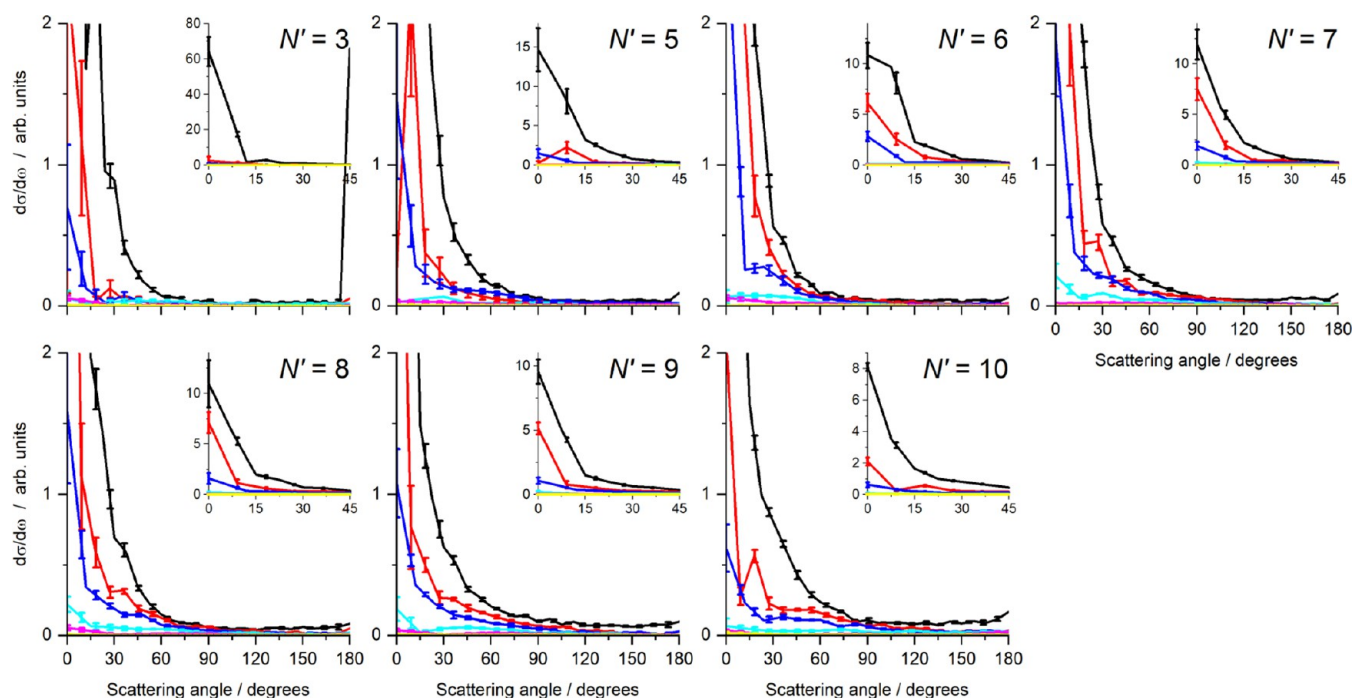 N' = 3
2
1
0
dσ/dω / arb. units
80
60
40
20
0
0 15 30 45
N' = 5
2
1
0
15
10
5
0
0 15 30 45
N' = 6
2
1
0
10
5
0
0 15 30 45
N' = 7
2
1
0
10
5
0
0 15 30 45
0 30 60 90 120 150 180
Scattering angle / degrees
N' = 8
2
1
0
dσ/dω / arb. units
10
5
0
0 15 30 45
0 30 60 90 120 150 180
Scattering angle / degrees
N' = 9
2
1
0
10
5
0
0 15 30 45
0 30 60 90 120 150 180
Scattering angle / degrees
N' = 10
2
1
0
8
6
4
2
0
0 15 30 45
0 30 60 90 120 150 180
Scattering angle / degrees